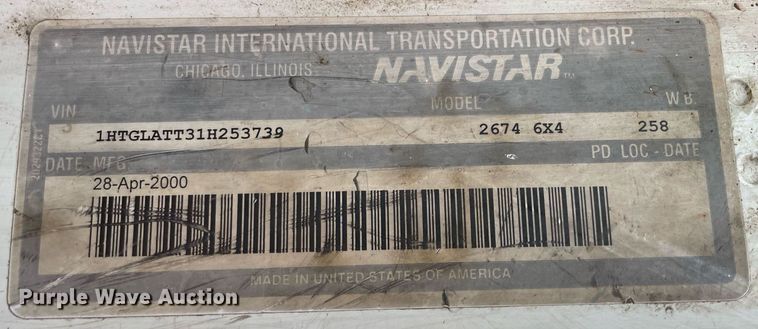 NAVISTAR INTERNATIONAL TRANSPORTATION CORP.
CHICAGO, ILLINOIS NAVISTAR™
VIN MODEL W B
1HTGLATT31H253739 2674 6X4 258
DATE MFG PD LOC - DATE
28-Apr-2000
MADE IN UNITED STATES OF AMERICA
Purple Wave Auction